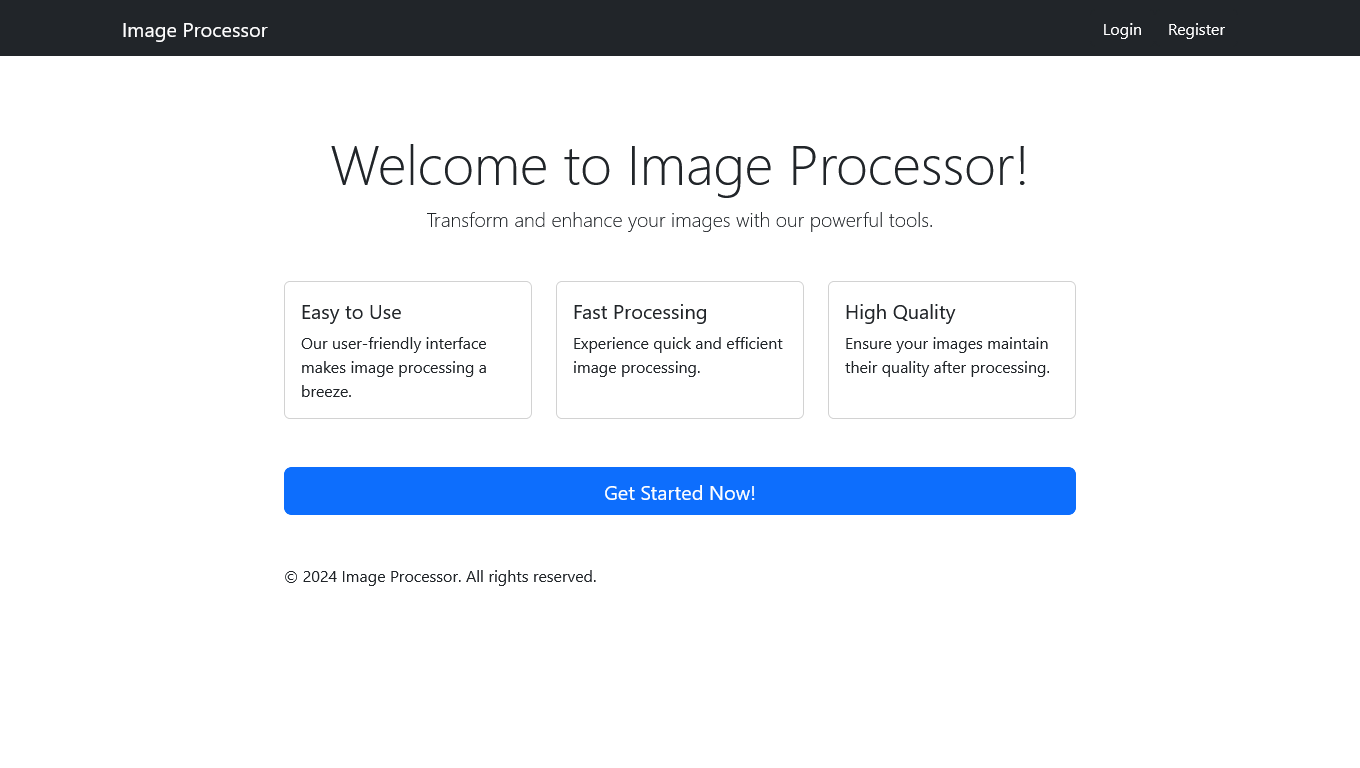 Image Processor
Login
Register
Welcome to Image Processor!
Transform and enhance your images with our powerful tools.
Easy to Use
Our user-friendly interface
makes image processing a
breeze.
Fast Processing
Experience quick and efficient
image processing.
High Quality
Ensure your images maintain
their quality after processing.
Get Started Now!
© 2024 Image Processor. All rights reserved.